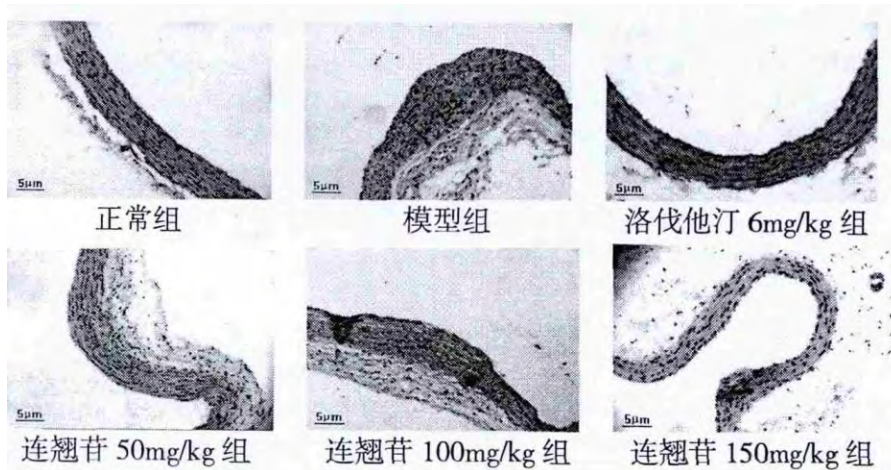 5μm
5μm
5μm
正常组
模型组
洛伐他汀 6mg/kg 组
5μm
5μm
5μm
连翘苷 50mg/kg 组
连翘苷 100mg/kg 组
连翘苷 150mg/kg 组